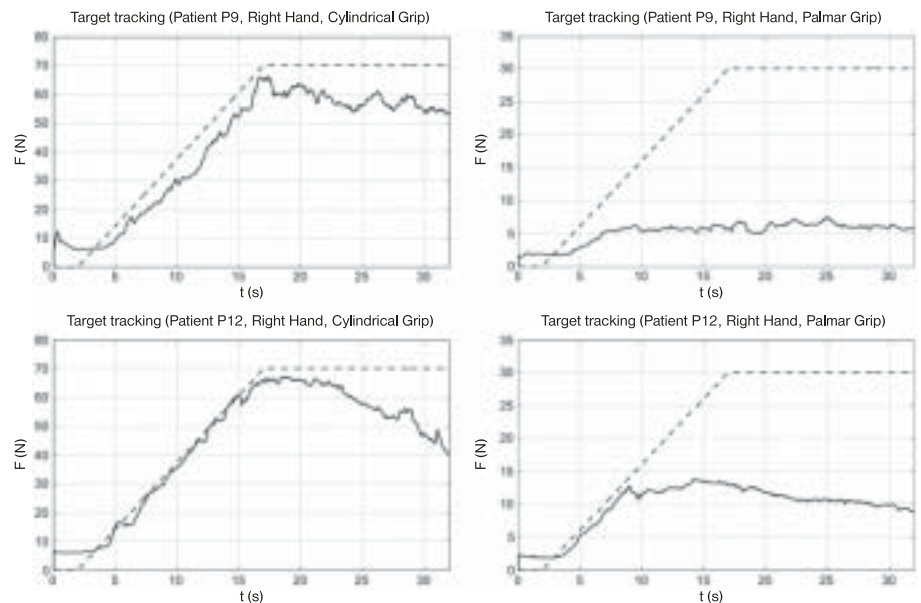 Target tracking (Patient P9, Right Hand, Cylindrical Grip)
80
70
60
50
40
30
20
10
0
F (N)
0 5 10 15 20 25 30
t (s)
Target tracking (Patient P9, Right Hand, Palmar Grip)
35
30
25
20
15
10
5
0
F (N)
0 5 10 15 20 25 30
t (s)
Target tracking (Patient P12, Right Hand, Cylindrical Grip)
80
70
60
50
40
30
20
10
0
F (N)
0 5 10 15 20 25 30
t (s)
Target tracking (Patient P12, Right Hand, Palmar Grip)
35
30
25
20
15
10
5
0
F (N)
0 5 10 15 20 25 30
t (s)